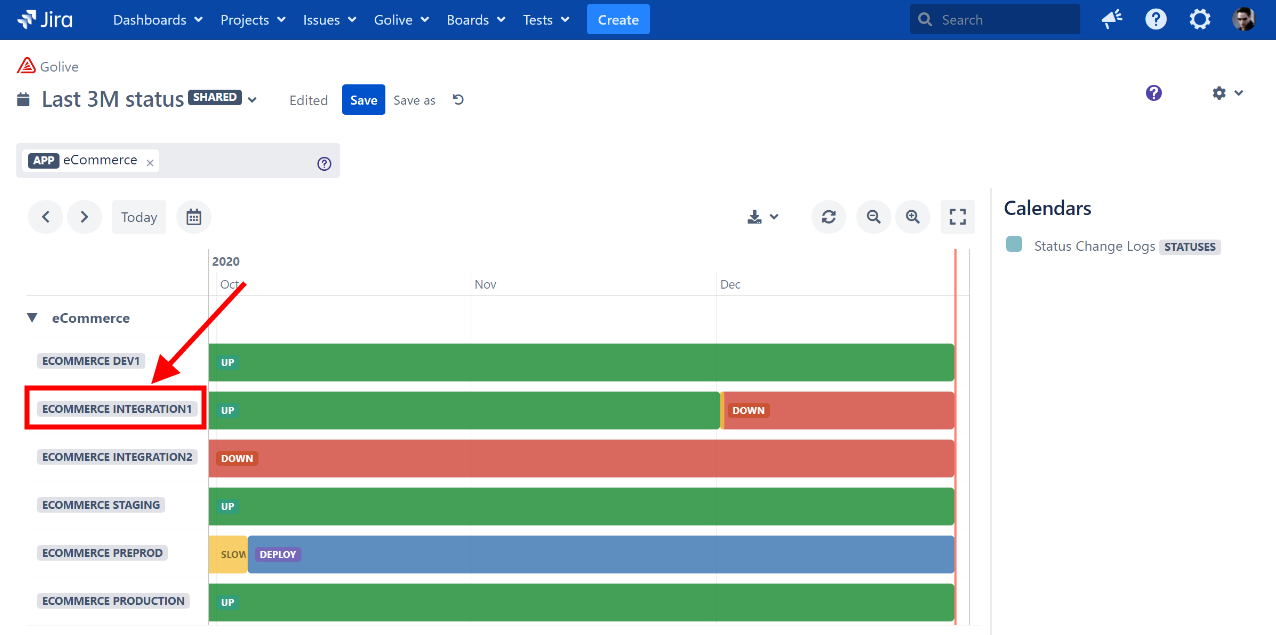 Jira Dashboards Projects Issues Golive Boards Tests Create Search
Golive
Last 3M status SHARED Edited Save Save as
APP eCommerce
Today
Calendars
Status Change Logs STATUSES
2020
Oct Nov Dec
eCommerce
ECOMMERCE DEV1 UP
ECOMMERCE INTEGRATION1 UP DOWN
ECOMMERCE INTEGRATION2 DOWN
ECOMMERCE STAGING UP
ECOMMERCE PREPROD SLOW DEPLOY
ECOMMERCE PRODUCTION UP